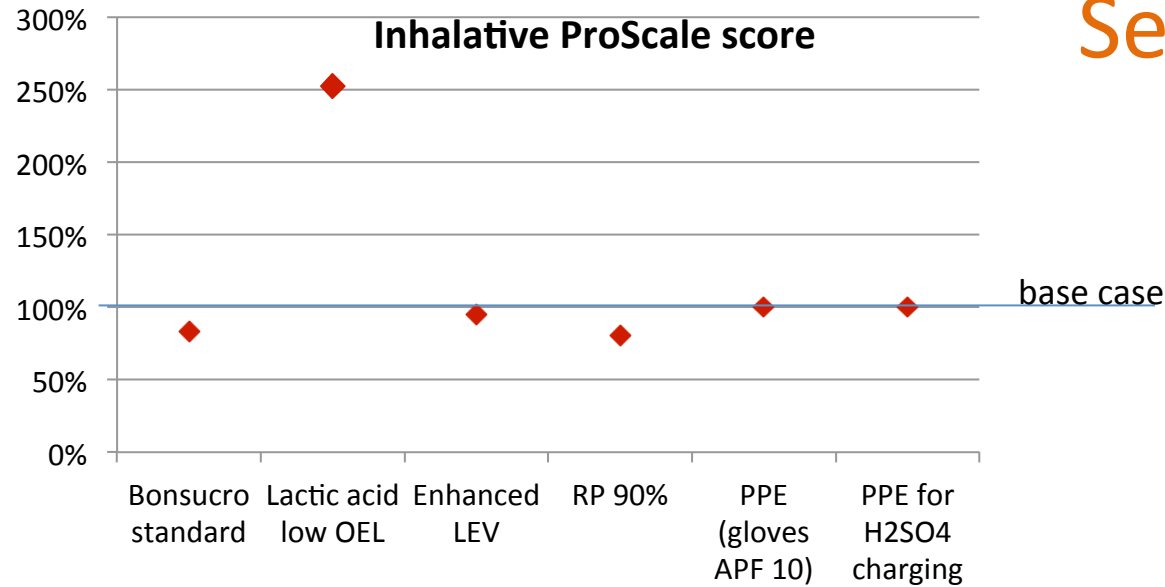 Se
Inhalative ProScale score
300%
250%
200%
150%
100%
50%
0%
base case
Bonsucro
standard
Lactic acid
low OEL
Enhanced
LEV
RP 90%
PPE
(gloves
APF 10)
PPE for
H2SO4
charging